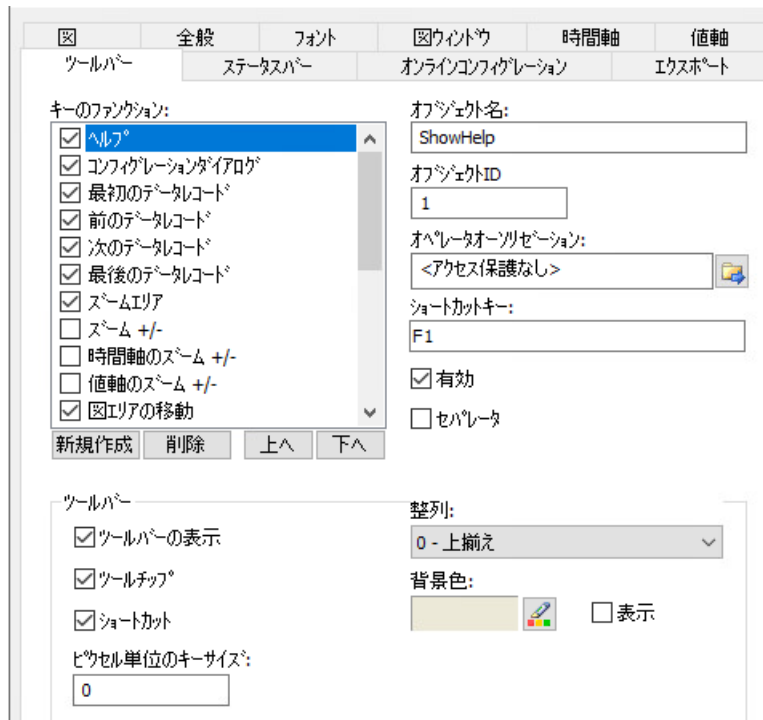 図 全般 フォント 図ウィンドウ 時間軸 値軸
ツールバー ステータスバー オンラインコンフィグレーション エクスポート
キーのファンクション:
ヘルプ
コンフィグレーションダイアログ
最初のデータレコード
前のデータレコード
次のデータレコード
最後のデータレコード
ズームエリア
ズーム +/-
時間軸のズーム +/-
値軸のズーム +/-
図エリアの移動
新規作成 削除 上へ 下へ
オブジェクト名:
ShowHelp
オブジェクトID
1
オペレータオーソリゼーション:
<アクセス保護なし>
ショートカットキー:
F1
有効
セパレータ
ツールバー
ツールバーの表示
ツールチップ
ショートカット
ピクセル単位のキーサイズ:
0
整列:
0 - 上揃え
背景色:
表示